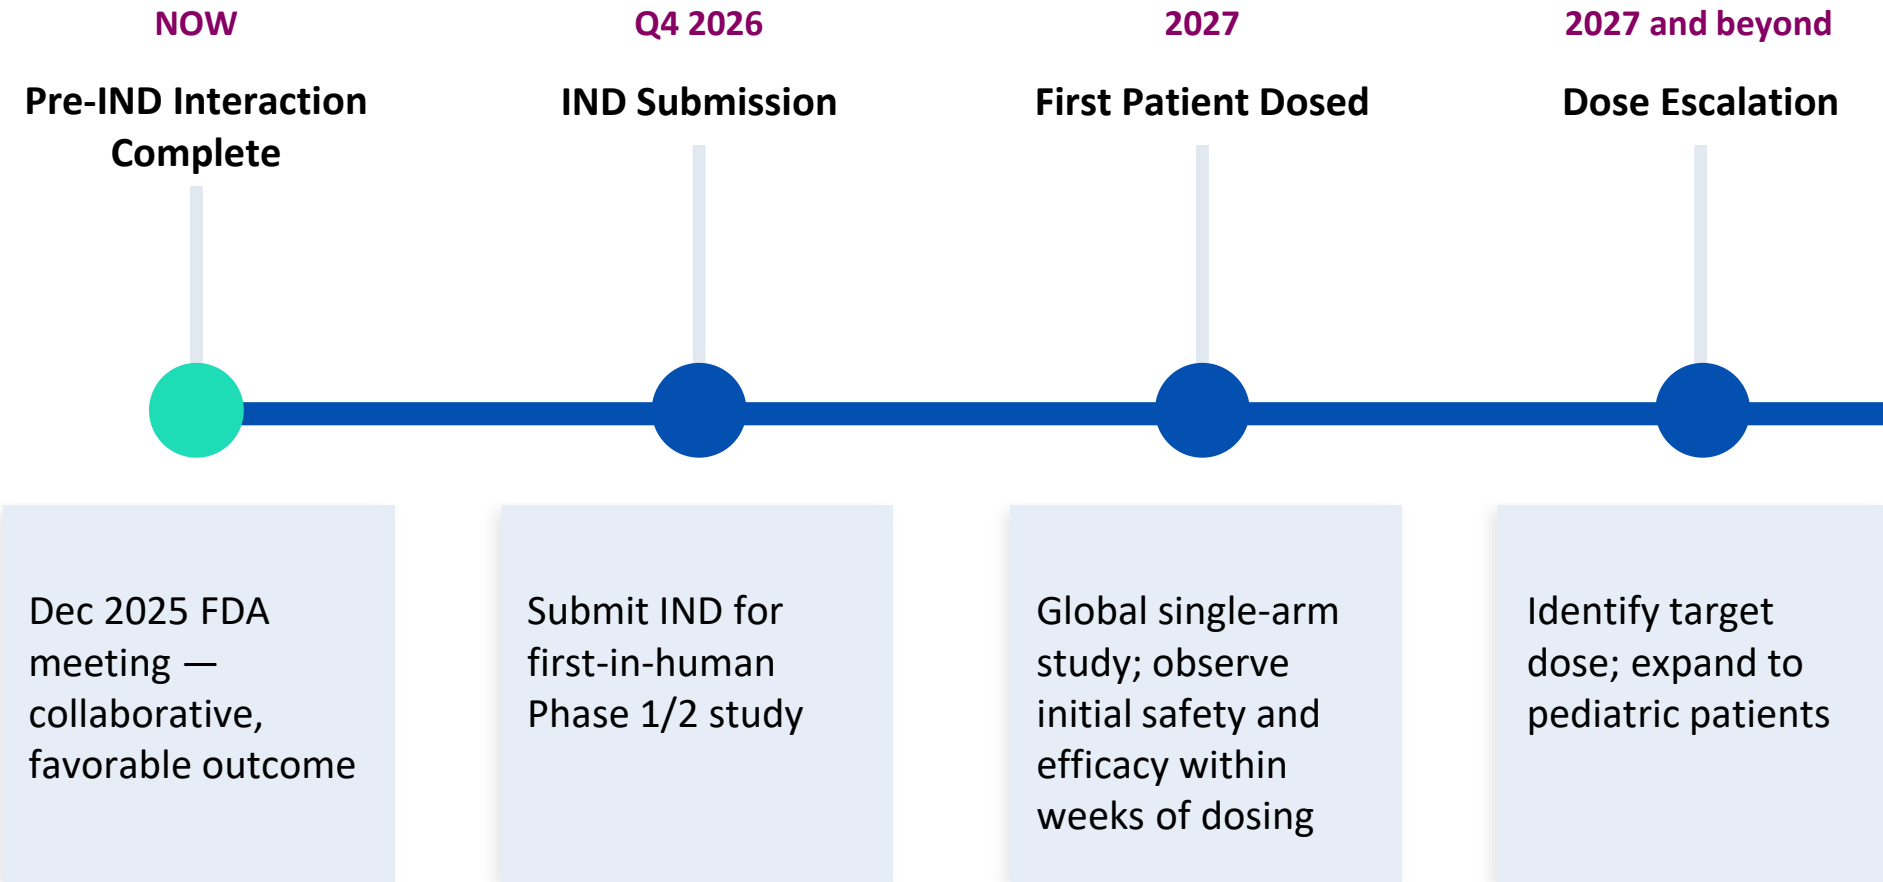 NOW
Pre-IND Interaction
Complete
Dec 2025 FDA
meeting —
collaborative,
favorable outcome
Q4 2026
IND Submission
Submit IND for
first-in-human
Phase 1/2 study
2027
First Patient Dosed
Global single-arm
study; observe
initial safety and
efficacy within
weeks of dosing
2027 and beyond
Dose Escalation
Identify target
dose; expand to
pediatric patients